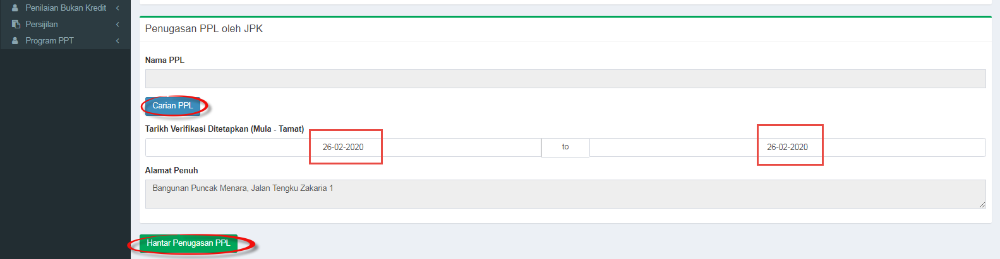 Penilaian Bukan Kredit
Persijilan
Program PPT
Penugasan PPL oleh JPK
Nama PPL
Carian PPL
Tarikh Verifikasi Ditetapkan (Mula - Tamat)
26-02-2020 to 26-02-2020
Alamat Penuh
Bangunan Puncak Menara, Jalan Tengku Zakaria 1
Hantar Penugasan PPL